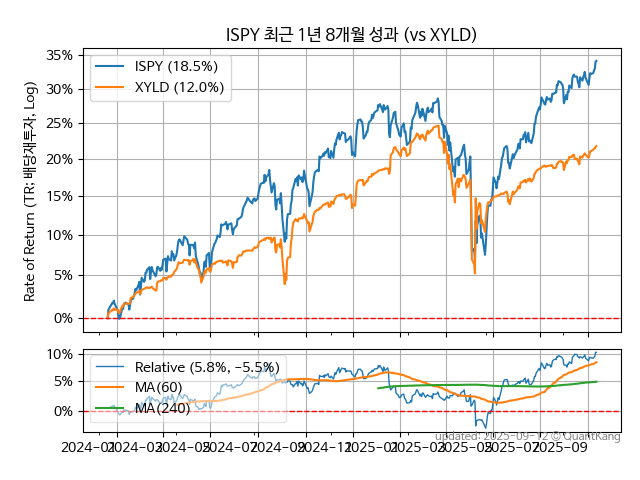 ISPY 최근 1년 8개월 성과 (vs XYLD)
Rate of Return (TR: 배당재투자, Log)
35%
30%
25%
20%
15%
10%
5%
0%
ISPY (18.5%)
XYLD (12.0%)
10%
5%
0%
Relative (5.8%, -5.5%)
MA(60)
MA(240)
2024-01
2024-03
2024-05
2024-07
2024-09
2024-11
2025-01
2025-03
2025-05
2025-07
2025-09
updated: 2025-09-12 © QuantKang